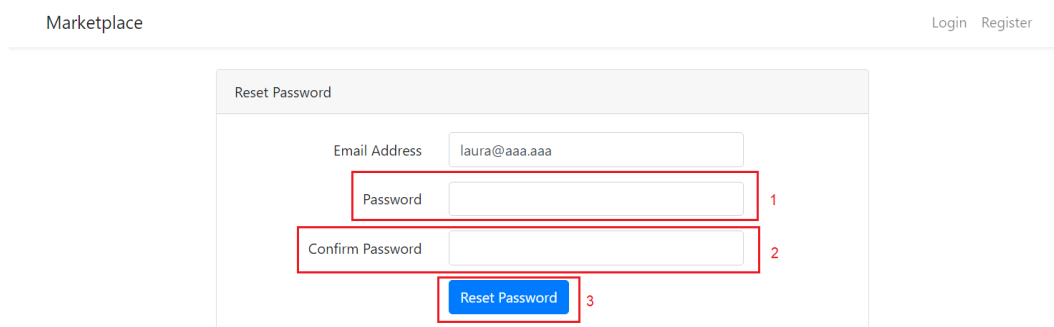 Marketplace Login Register
Reset Password
Email Address laura@aaa.aaa
Password 1
Confirm Password 2
Reset Password 3